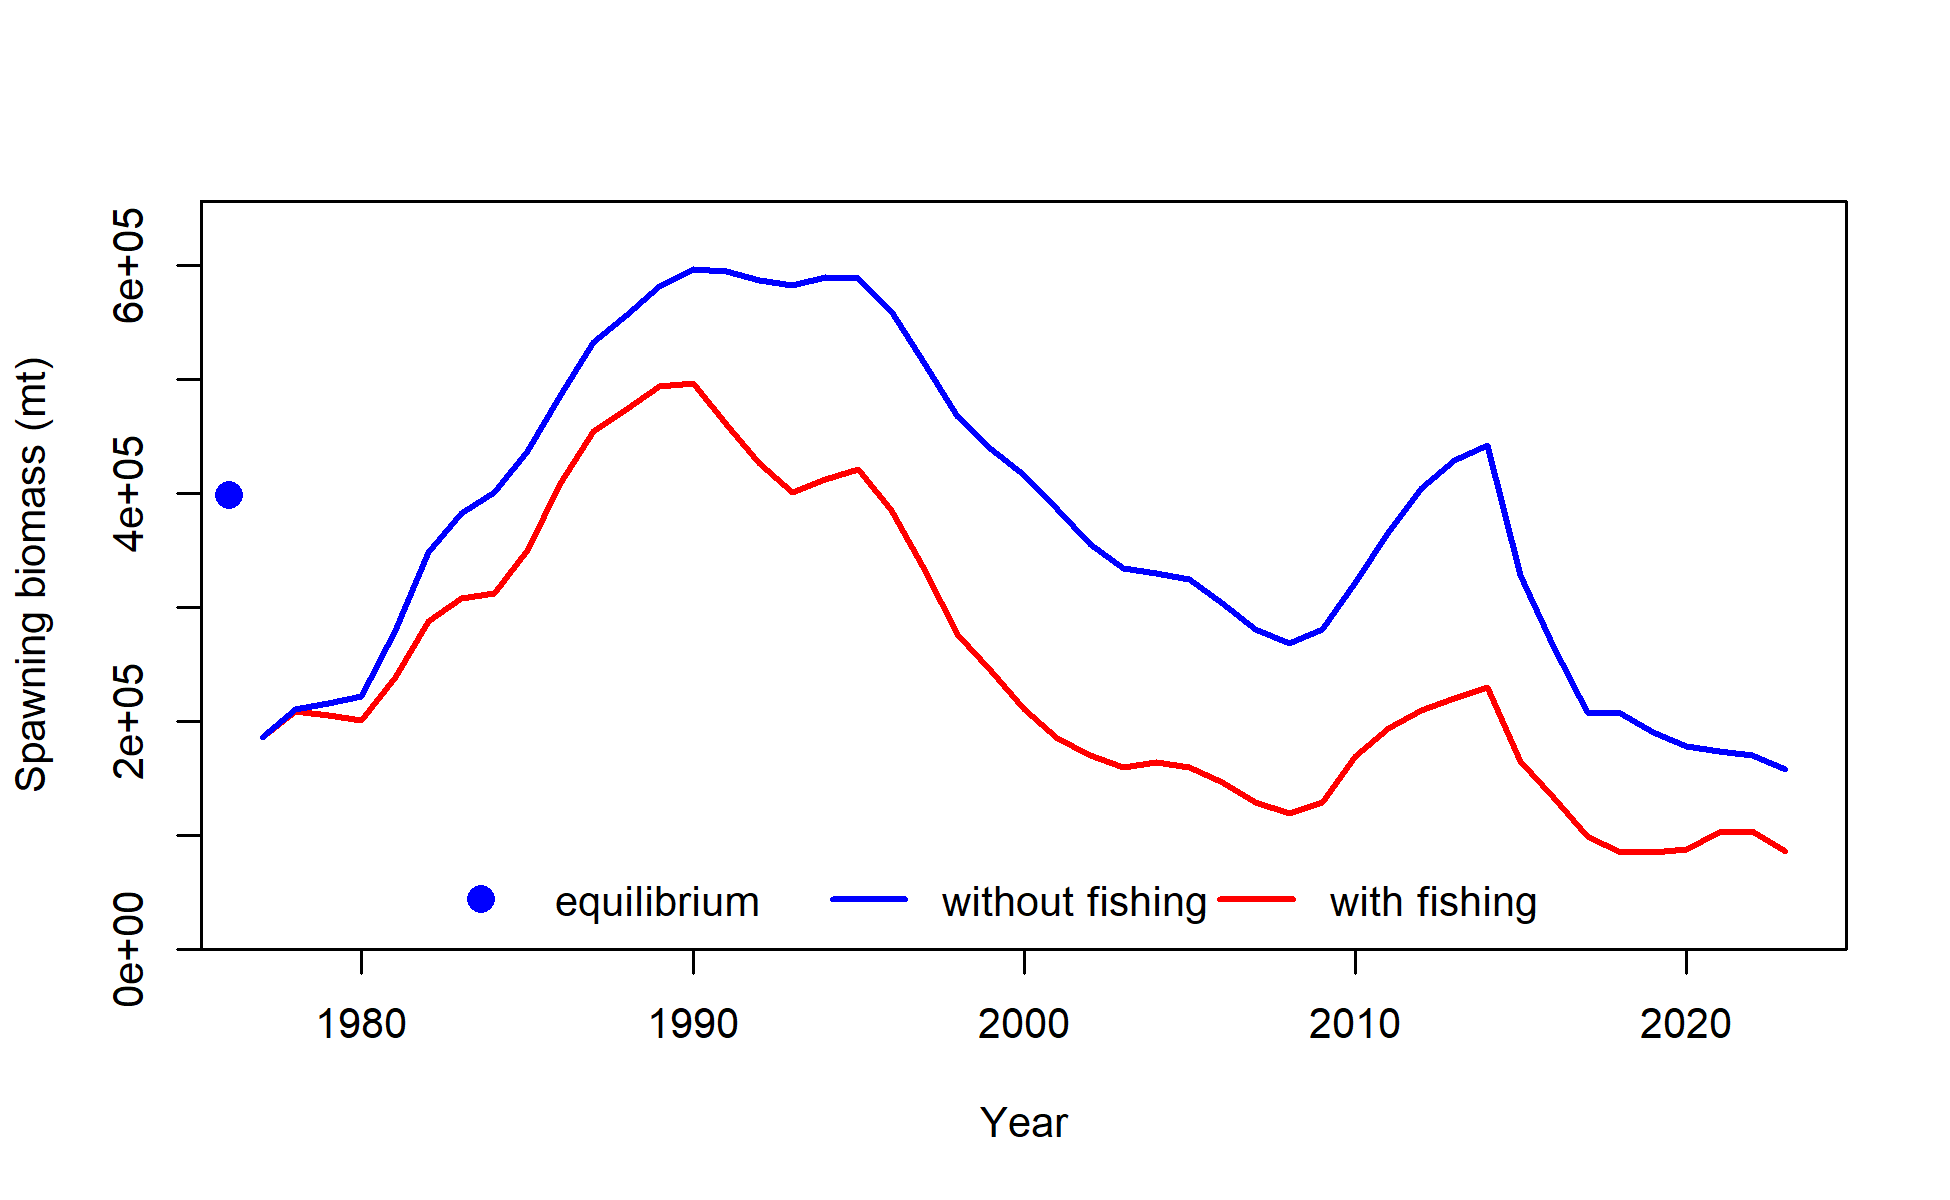 Spawning biomass (mt)
6e+05
4e+05
2e+05
0e+00
equilibrium without fishing with fishing
1980 1990 2000 2010 2020
Year